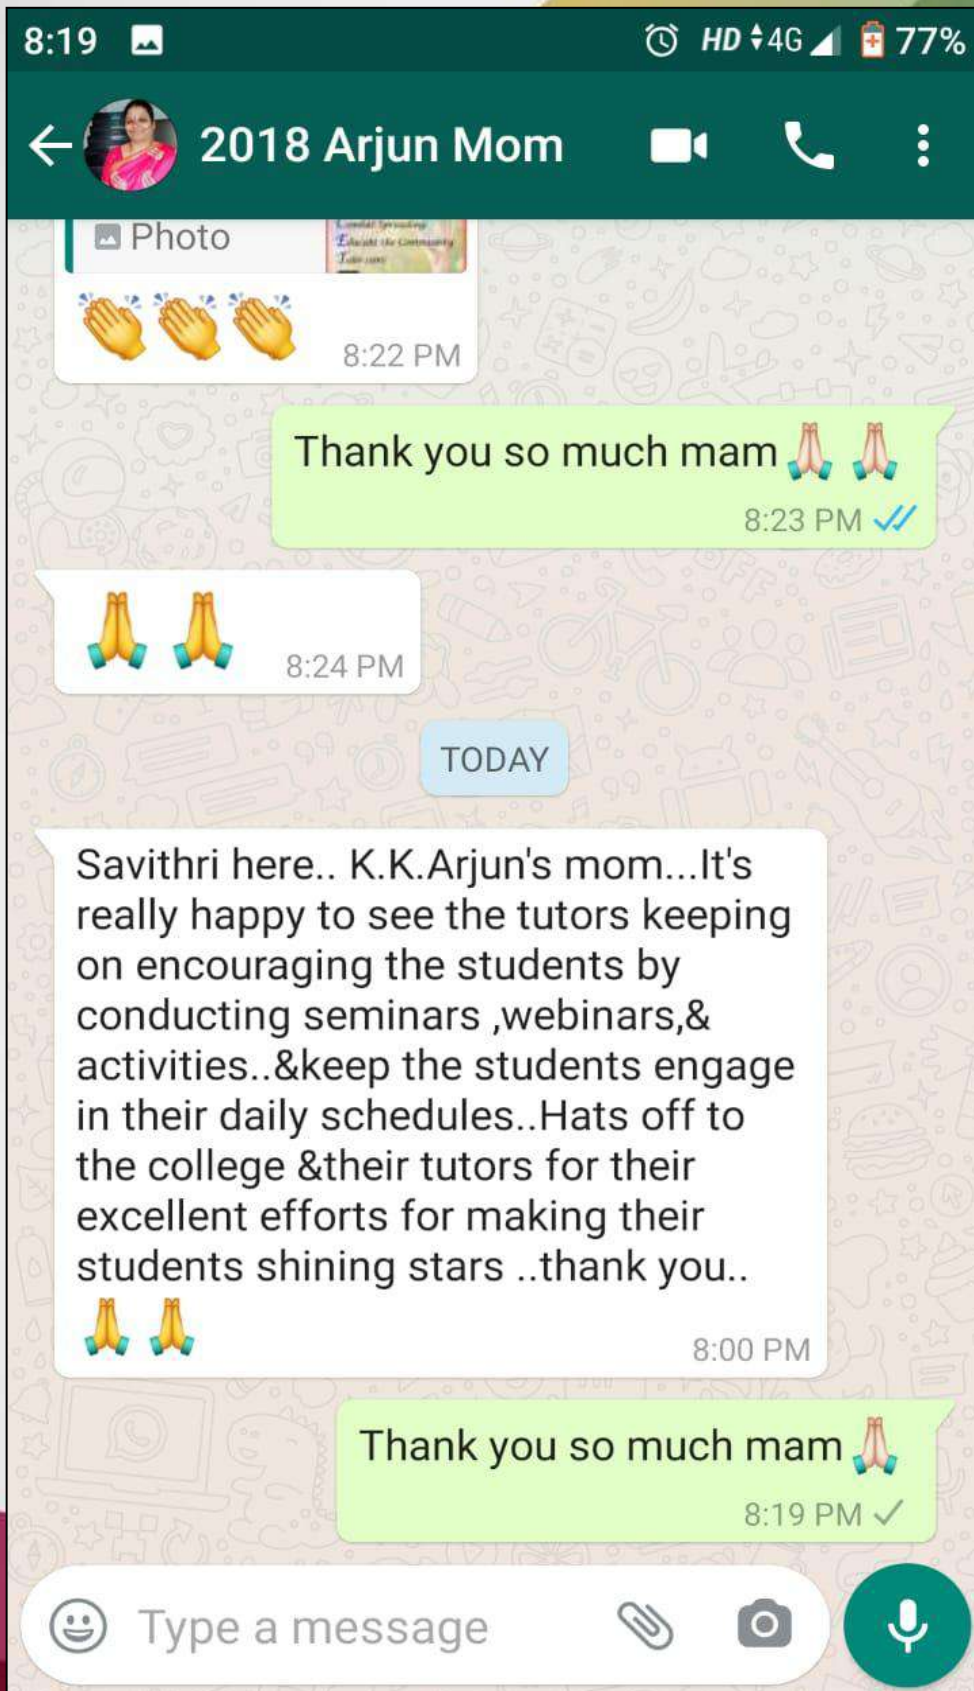 8:19 HD 4G 77%
2018 Arjun Mom
Photo
Educate the Community
8:22 PM
Thank you so much mam🙏🏻 🙏🏻
8:23 PM
🙏 🙏
8:24 PM
TODAY
Savithri here.. K.K.Arjun's mom...It's
really happy to see the tutors keeping
on encouraging the students by
conducting seminars ,webinars,&
activities..&keep the students engage
in their daily schedules..Hats off to
the college &their tutors for their
excellent efforts for making their
students shining stars ..thank you..
🙏 🙏
8:00 PM
Thank you so much mam🙏🏻
8:19 PM
Type a message